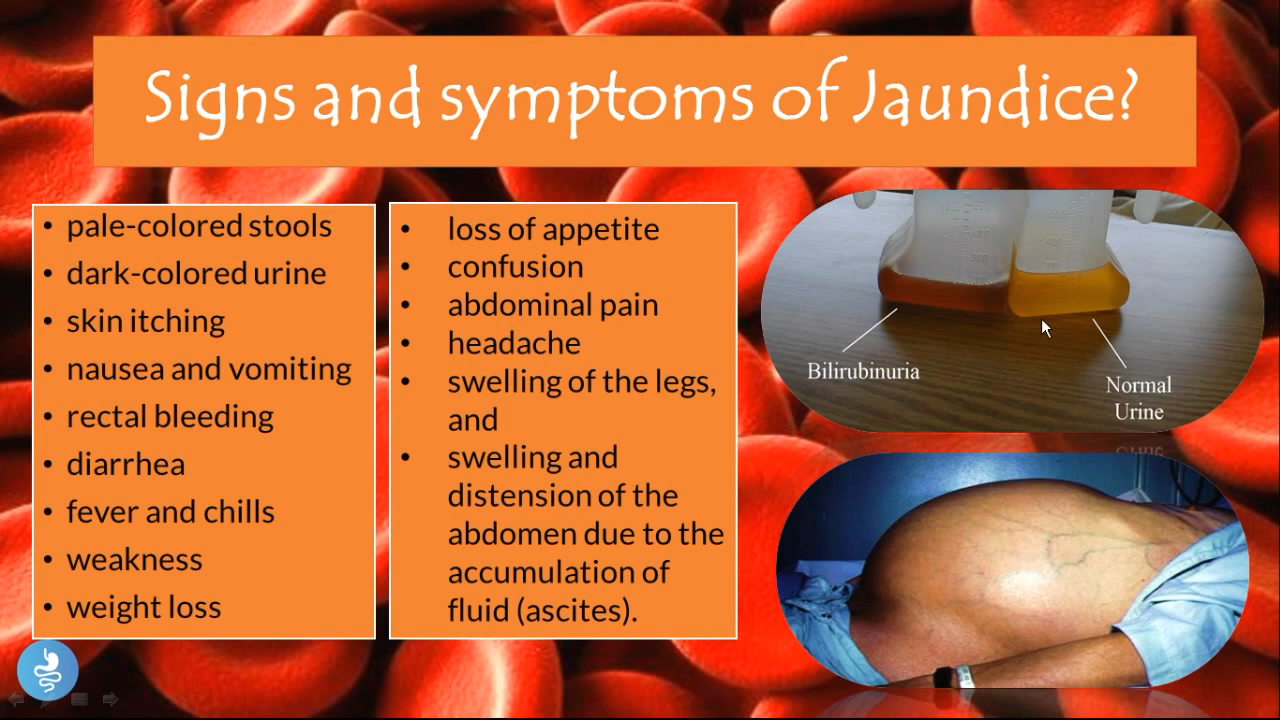 Signs and symptoms of Jaundice?
• pale-colored stools
• dark-colored urine
• skin itching
• nausea and vomiting
• rectal bleeding
• diarrhea
• fever and chills
• weakness
• weight loss
• loss of appetite
• confusion
• abdominal pain
• headache
• swelling of the legs,
and
• swelling and
distension of the
abdomen due to the
accumulation of
fluid (ascites).
Bilirubinuria
Normal
Urine